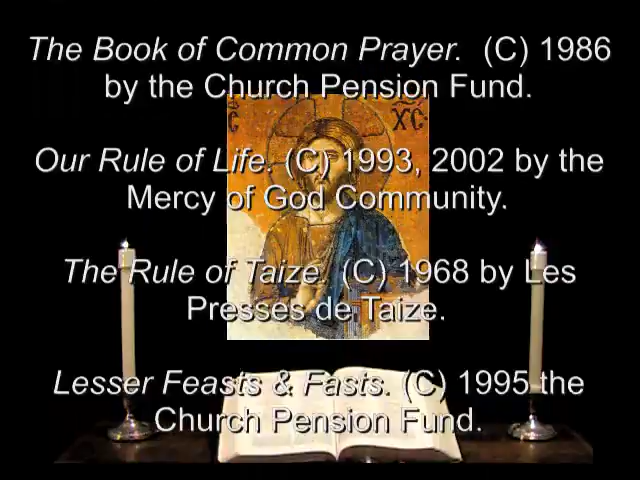 The Book of Common Prayer. (C) 1986
by the Church Pension Fund.
Our Rule of Life. (C) 1993, 2002 by the
Mercy of God Community.
The Rule of Taize. (C) 1968 by Les
Presses de Taize.
Lesser Feasts & Fasts. (C) 1995 the
Church Pension Fund.